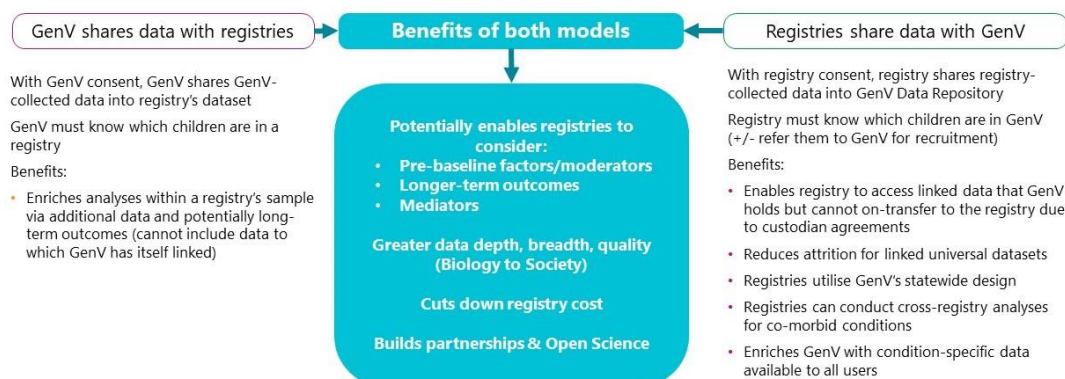 GenV shares data with registries
With GenV consent, GenV shares GenV-
collected data into registry's dataset
GenV must know which children are in a
registry
Benefits:
• Enriches analyses within a registry's sample
via additional data and potentially long-
term outcomes (cannot include data to
which GenV has itself linked)
Benefits of both models
Potentially enables registries to
consider:
• Pre-baseline factors/moderators
• Longer-term outcomes
• Mediators
Greater data depth, breadth, quality
(Biology to Society)
Cuts down registry cost
Builds partnerships & Open Science
Registries share data with GenV
With registry consent, registry shares registry-
collected data into GenV Data Repository
Registry must know which children are in GenV
(+/- refer them to GenV for recruitment)
Benefits:
• Enables registry to access linked data that GenV
holds but cannot on-transfer to the registry due
to custodian agreements
• Reduces attrition for linked universal datasets
• Registries utilise GenV's statewide design
• Registries can conduct cross-registry analyses
for co-morbid conditions
• Enriches GenV with condition-specific data
available to all users